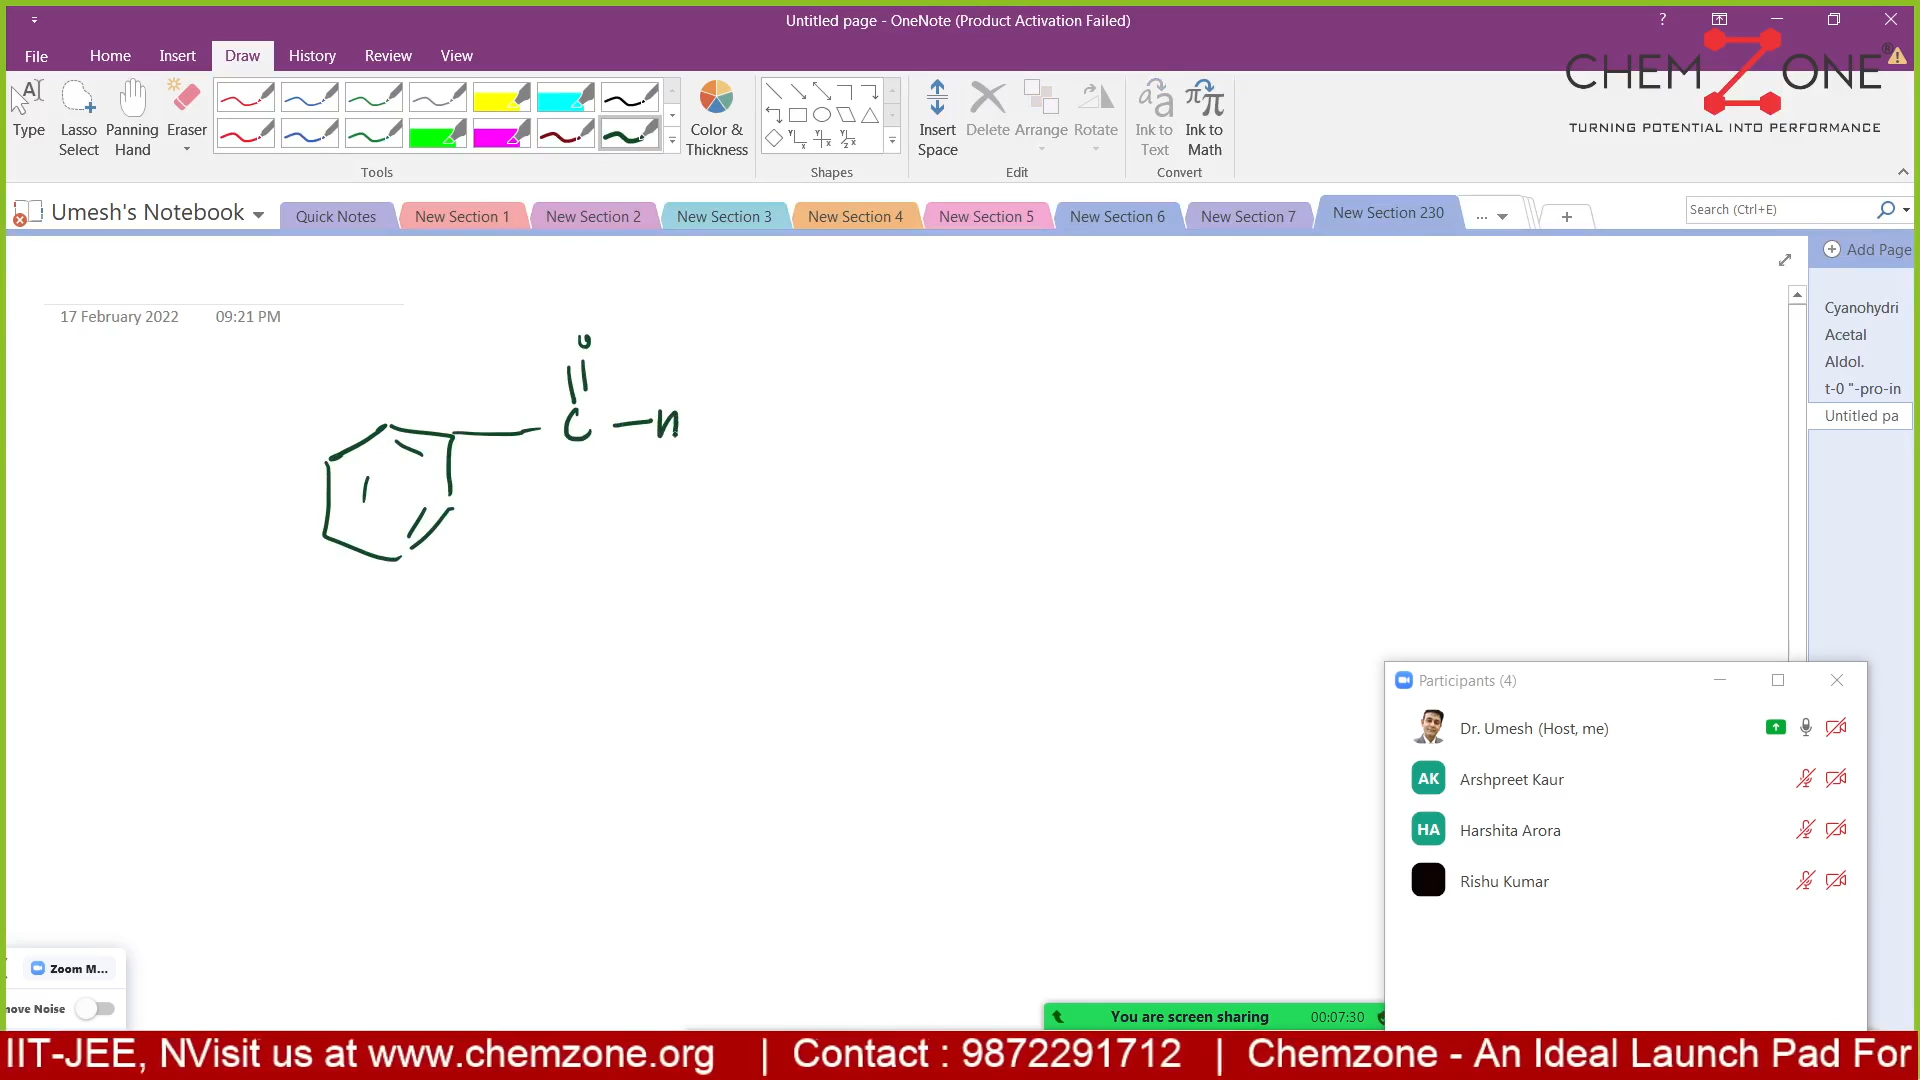 Untitled page - OneNote (Product Activation Failed)
?
File Home Insert Draw History Review View
CHEMZONE®
TURNING POTENTIAL INTO PERFORMANCE
Type
Lasso Select
Panning Hand
Eraser
Color & Thickness
Insert Space
Delete
Arrange
Rotate
Ink to Text
Ink to Math
Tools
Shapes
Edit
Convert
Umesh's Notebook
Quick Notes
New Section 1
New Section 2
New Section 3
New Section 4
New Section 5
New Section 6
New Section 7
New Section 230
...
Search (Ctrl+E)
Add Page
17 February 2022 09:21 PM
Cyanohydri
Acetal
Aldol.
t-0 "-pro-in
Untitled pa
O
C – H
Participants (4)
Dr. Umesh (Host, me)
AK Arshpreet Kaur
HA Harshita Arora
Rishu Kumar
Zoom M...
nove Noise
You are screen sharing 00:07:30
IIT-JEE, NVisit us at www.chemzone.org | Contact : 9872291712 | Chemzone - An Ideal Launch Pad For